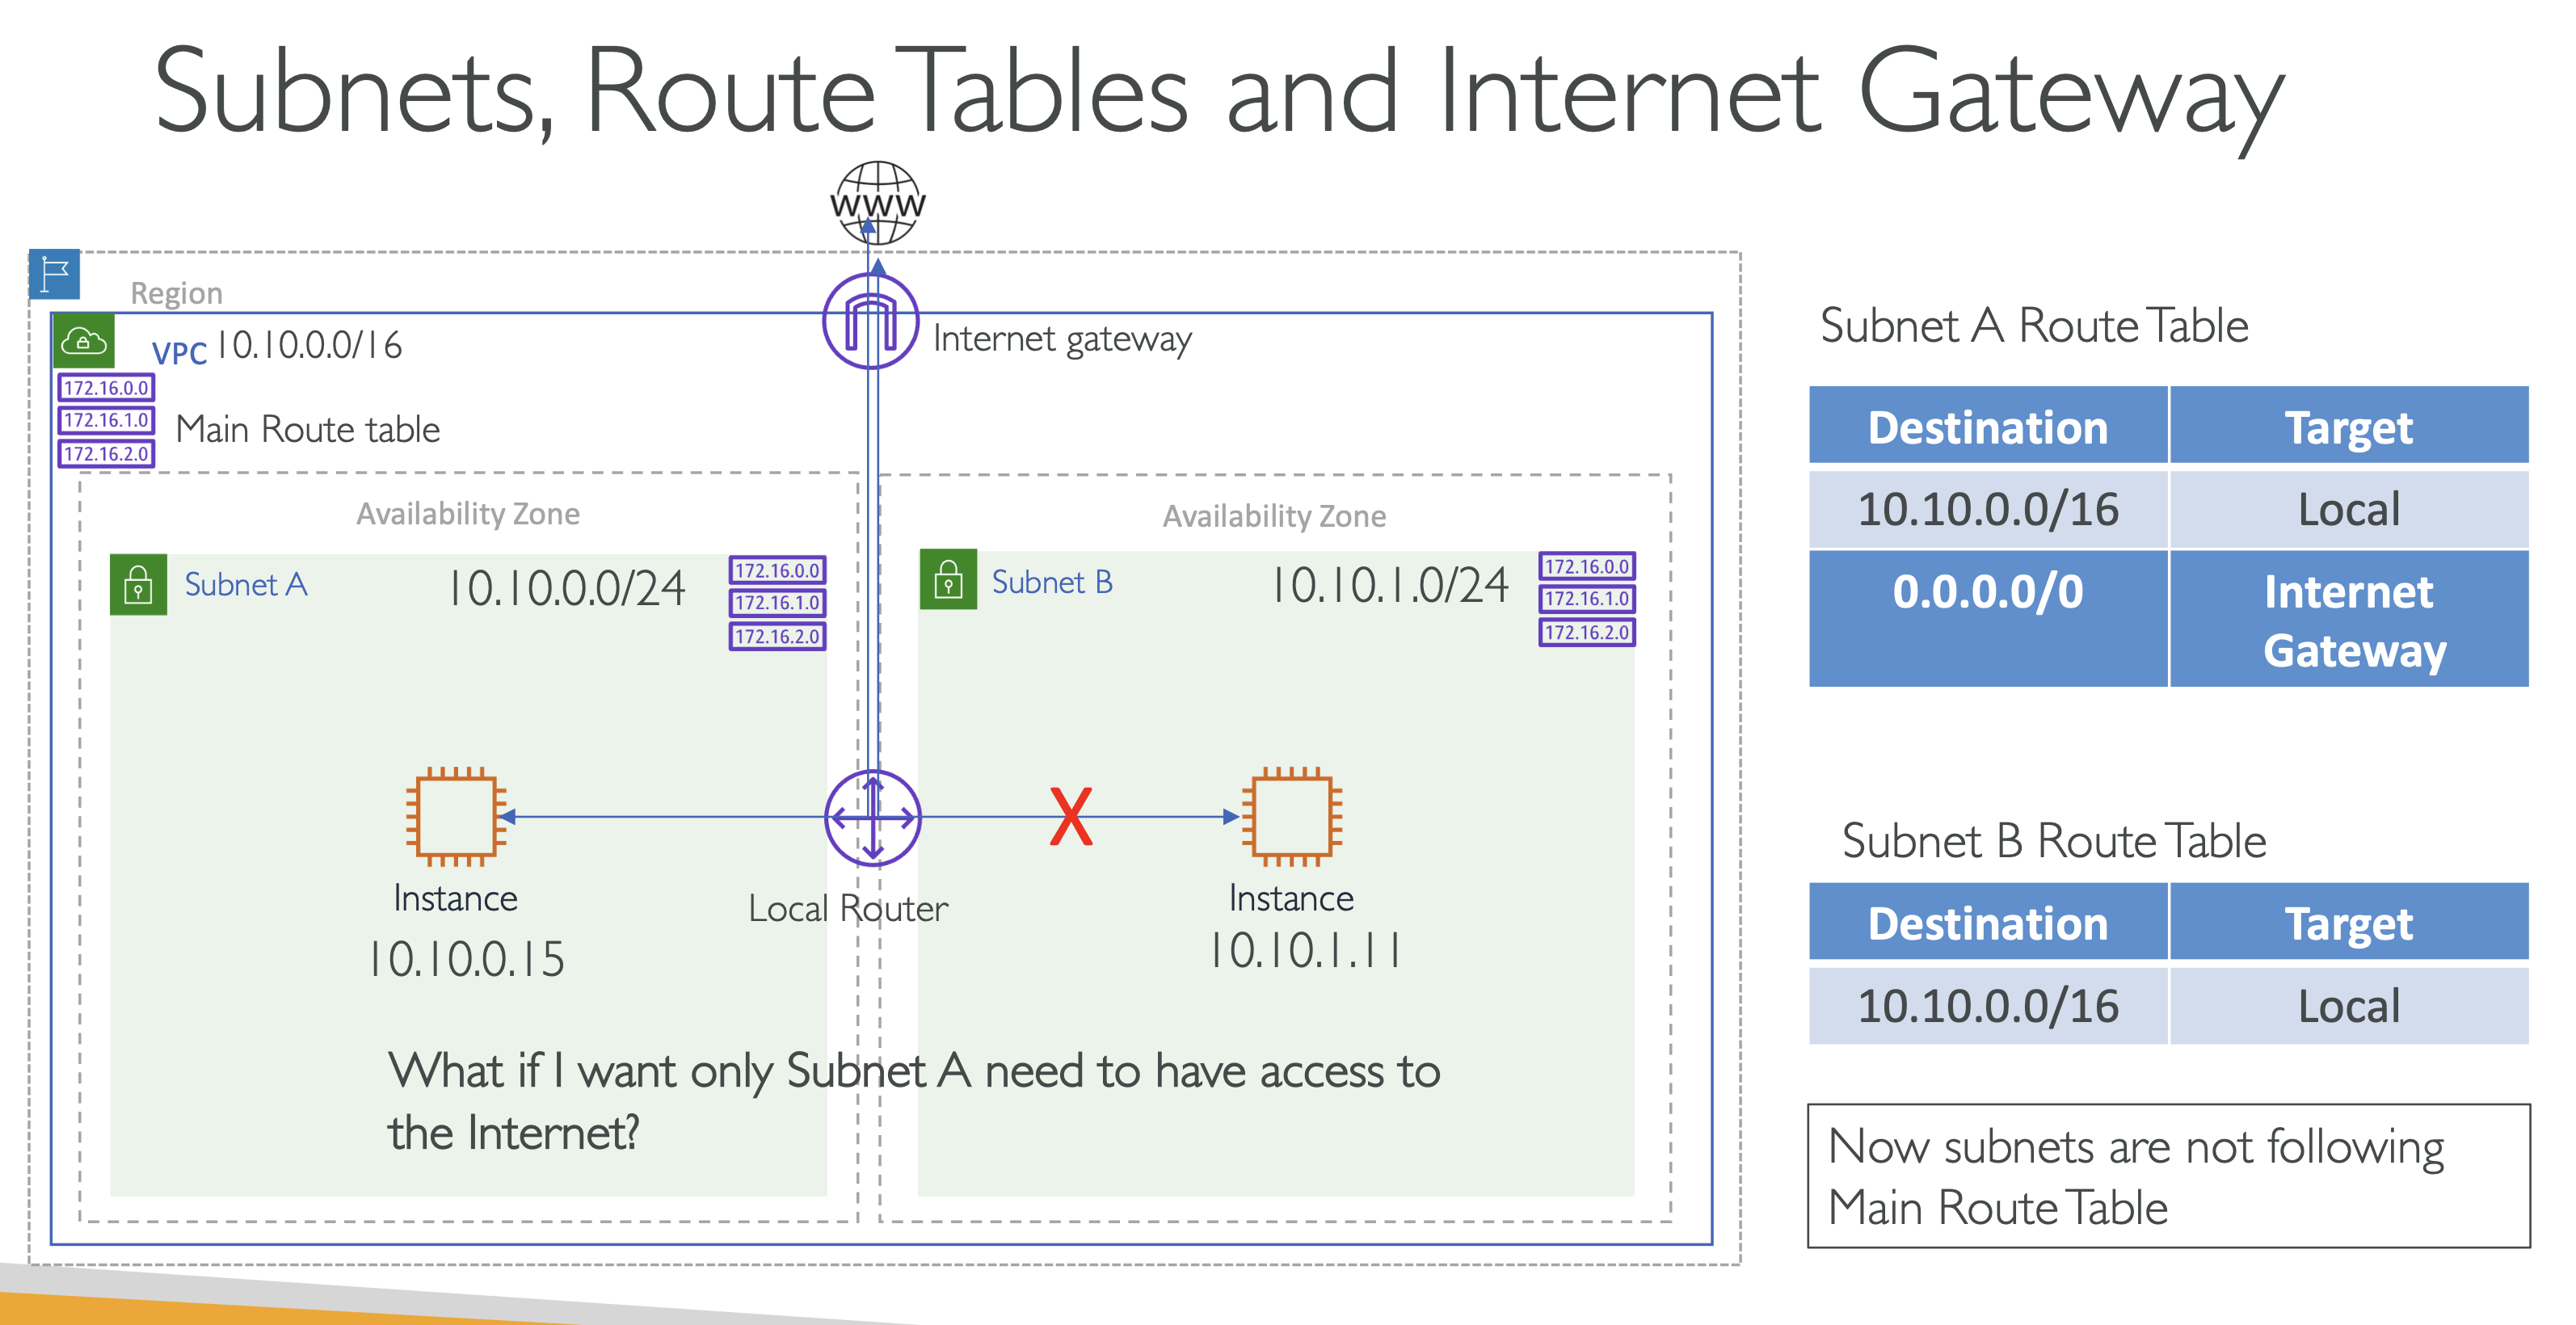 Subnets, Route Tables and Internet Gateway
WWW
Region
VPC 10.10.0.0/16
Internet gateway
172.16.0.0
172.16.1.0
172.16.2.0
Main Route table
Availability Zone
Subnet A
10.10.0.0/24
172.16.0.0
172.16.1.0
172.16.2.0
Availability Zone
Subnet B
10.10.1.0/24
172.16.0.0
172.16.1.0
172.16.2.0
X
Instance
10.10.0.15
Local Router
Instance
10.10.1.11
What if I want only Subnet A need to have access to
the Internet?
Subnet A Route Table
Destination Target
10.10.0.0/16 Local
0.0.0.0/0 Internet
Gateway
Subnet B Route Table
Destination Target
10.10.0.0/16 Local
Now subnets are not following
Main Route Table